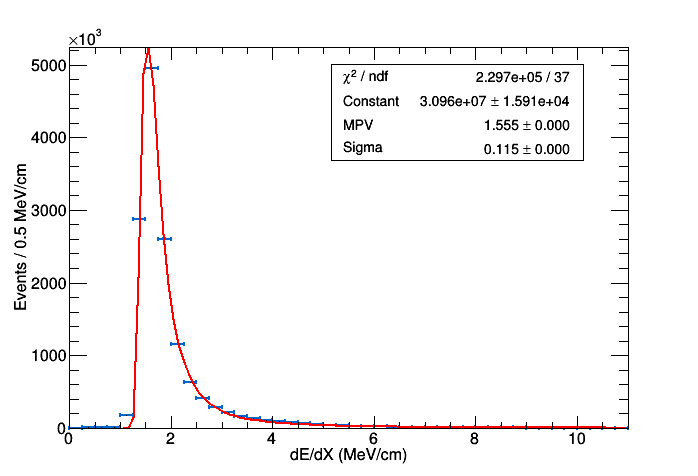 ×10³
5000
4000
3000
2000
1000
0
Events / 0.5 MeV/cm
χ² / ndf 2.297e+05 / 37
Constant 3.096e+07 ± 1.591e+04
MPV 1.555 ± 0.000
Sigma 0.115 ± 0.000
0 2 4 6 8 10
dE/dX (MeV/cm)